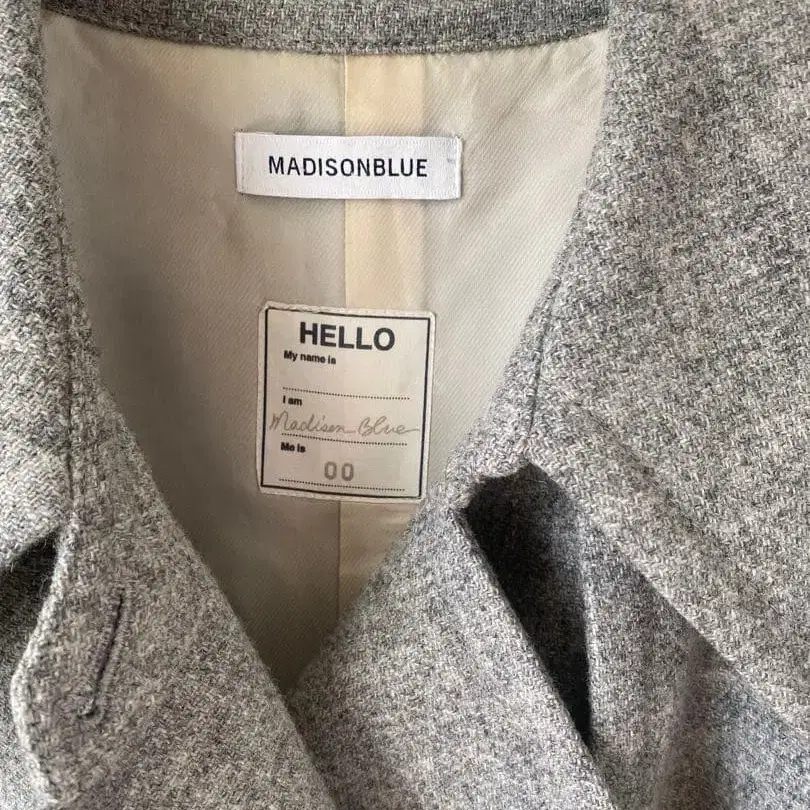 MADISONBLUE
HELLO
My name is
I am
Madison Blue
Me is
00